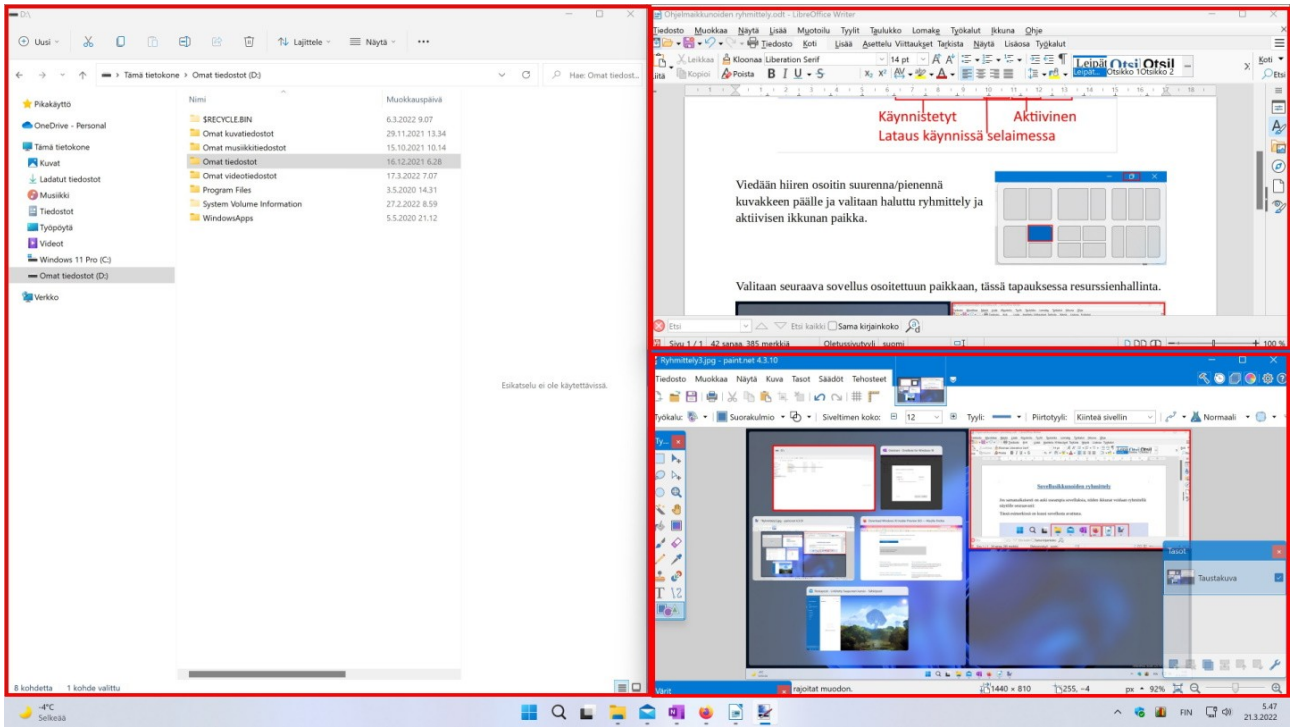 D:\
Uusi
Lajittele
Näytä
Tämä tietokone > Omat tiedostot (D:)
Hae: Omat tiedost...
Nimi Muokkauspäivä
Pikakäyttö
OneDrive - Personal
Tämä tietokone
Kuvat
Ladatut tiedostot
Musiikki
Tiedostot
Työpöytä
Videot
Windows 11 Pro (C:)
Omat tiedostot (D:)
Verkko
$RECYCLE.BIN 6.3.2022 9.07
Omat kuvatiedostot 29.11.2021 13.34
Omat musiikkitiedostot 15.10.2021 10.14
Omat tiedostot 16.12.2021 6.28
Omat videotiedostot 17.3.2022 7.07
Program Files 3.5.2020 14.31
System Volume Information 27.2.2022 8.59
WindowsApps 5.5.2020 21.12
Esikatselu ei ole käytettävissä.
8 kohdetta 1 kohde valittu
Ohjelmaikkunoiden ryhmittely.odt - LibreOffice Writer
Tiedosto Muokkaa Näytä Lisää Muotoilu Tyylit Taulukko Lomake Työkalut Ikkuna Ohje
Tiedosto Koti Lisää Asettelu Viittaukset Tarkista Näytä Lisäosa Työkalut
Leikkaa Kloonaa Liberation Serif 14 pt
Kopioi Poista
Leipät... Otsikko 1 Otsikko 2
Koti
Etsi
Käynnistetyt Aktiivinen
Lataus käynnissä selaimessa
Viedään hiiren osoitin suurenna/pienennä
kuvakkeen päälle ja valitaan haluttu ryhmittely ja
aktiivisen ikkunan paikka.
Valitaan seuraava sovellus osoitettuun paikkaan, tässä tapauksessa resurssienhallinta.
Etsi Etsi kaikki Sama kirjainkoko
Sivu 1 / 1 42 sanaa, 385 merkkiä Oletussivutyyli suomi 100 %
Ryhmittely3.jpg - paint.net 4.3.10
Tiedosto Muokkaa Näytä Kuva Tasot Säädöt Tehosteet
Työkalu: Suorakulmio Siveltimen koko: 12 Tyyli: Piirtotyyli: Kiinteä sivellin Normaali
Ty...
Sovellusikkunoiden ryhmittely
Tasot
Taustakuva
Värit
rajoitat muodon. 1440 × 810 255, -4 px 92%
-4°C
Selkeää
FIN
5.47
21.3.2022